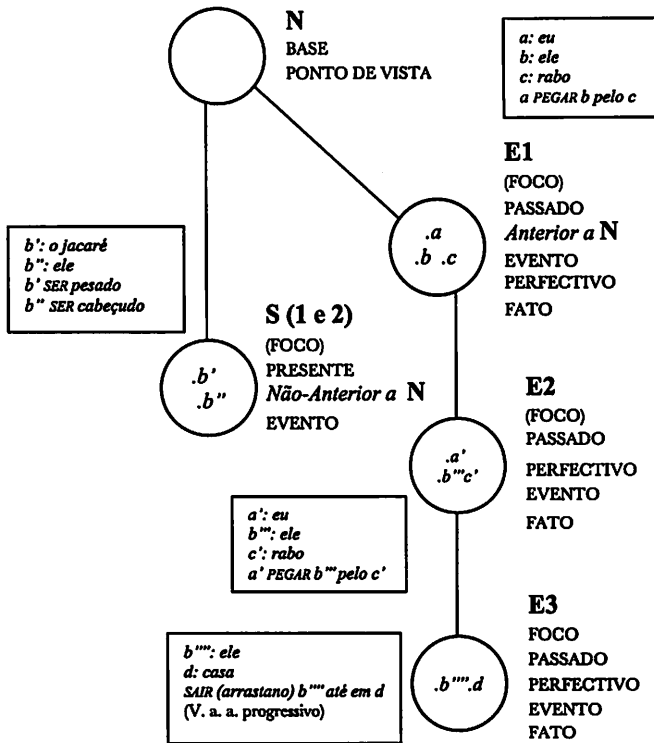 N
BASE
PONTO DE VISTA
a: eu
b: ele
c: rabo
a PEGAR b pelo c
E1
(FOCO)
PASSADO
Anterior a N
EVENTO
PERFECTIVO
FATO
.a
.b .c
b': o jacaré
b'': ele
b' SER pesado
b'' SER cabeçudo
S (1 e 2)
(FOCO)
PRESENTE
Não-Anterior a N
EVENTO
.b'
.b''
E2
(FOCO)
PASSADO
PERFECTIVO
EVENTO
FATO
.a'
.b'''c'
a': eu
b''': ele
c': rabo
a' PEGAR b''' pelo c'
E3
FOCO
PASSADO
PERFECTIVO
EVENTO
FATO
.b''''.d
b'''': ele
d: casa
SAIR (arrastano) b'''' até em d
(V. a. a. progressivo)